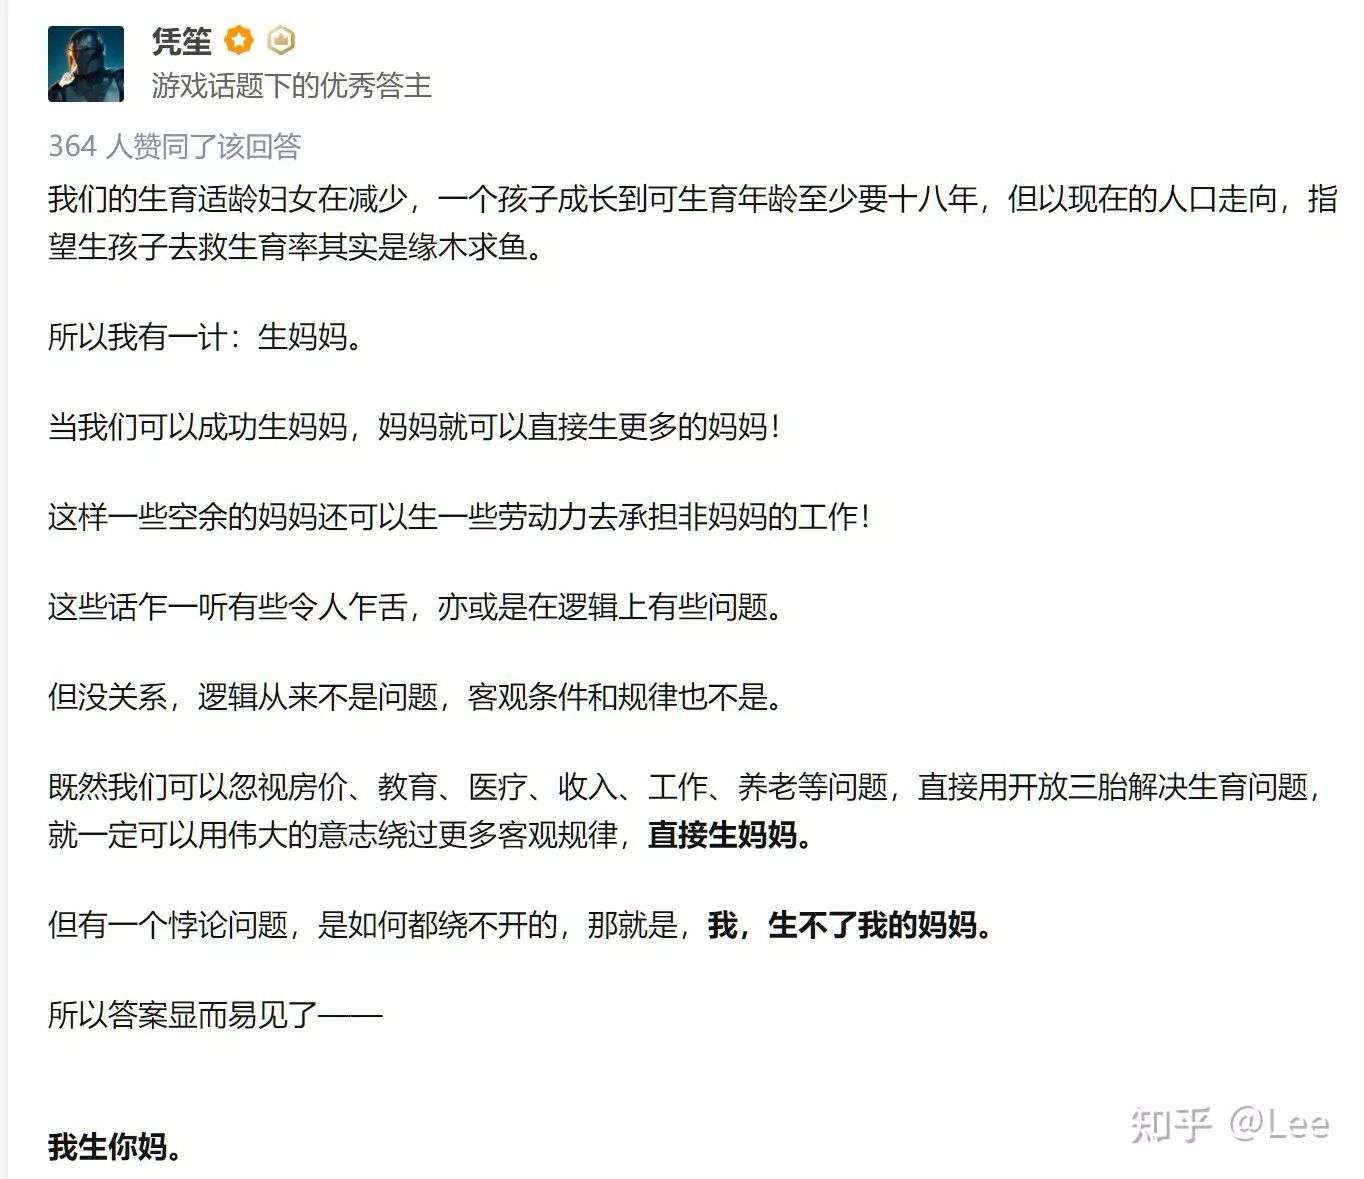 凭笙
游戏话题下的优秀答主
364 人赞同了该回答
我们的生育适龄妇女在减少，一个孩子成长到可生育年龄至少要十八年，但以现在的人口走向，指
望生孩子去救生育率其实是缘木求鱼。
所以我有一计：生妈妈。
当我们可以成功生妈妈，妈妈就可以直接生更多的妈妈！
这样一些空余的妈妈还可以生一些劳动力去承担非妈妈的工作！
这些话乍一听有些令人乍舌，亦或是在逻辑上有些问题。
但没关系，逻辑从来不是问题，客观条件和规律也不是。
既然我们可以忽视房价、教育、医疗、收入、工作、养老等问题，直接用开放三胎解决生育问题，
就一定可以用伟大的意志绕过更多客观规律，直接生妈妈。
但有一个悖论问题，是如何都绕不开的，那就是，我，生不了我的妈妈。
所以答案显而易见了——
我生你妈。
知乎 @Lee